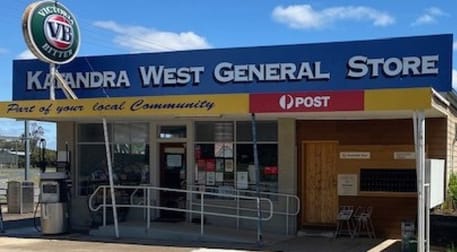 VICTORIA
VB
BITTER
KATANDRA WEST GENERAL STORE
Part of your local Community
POST